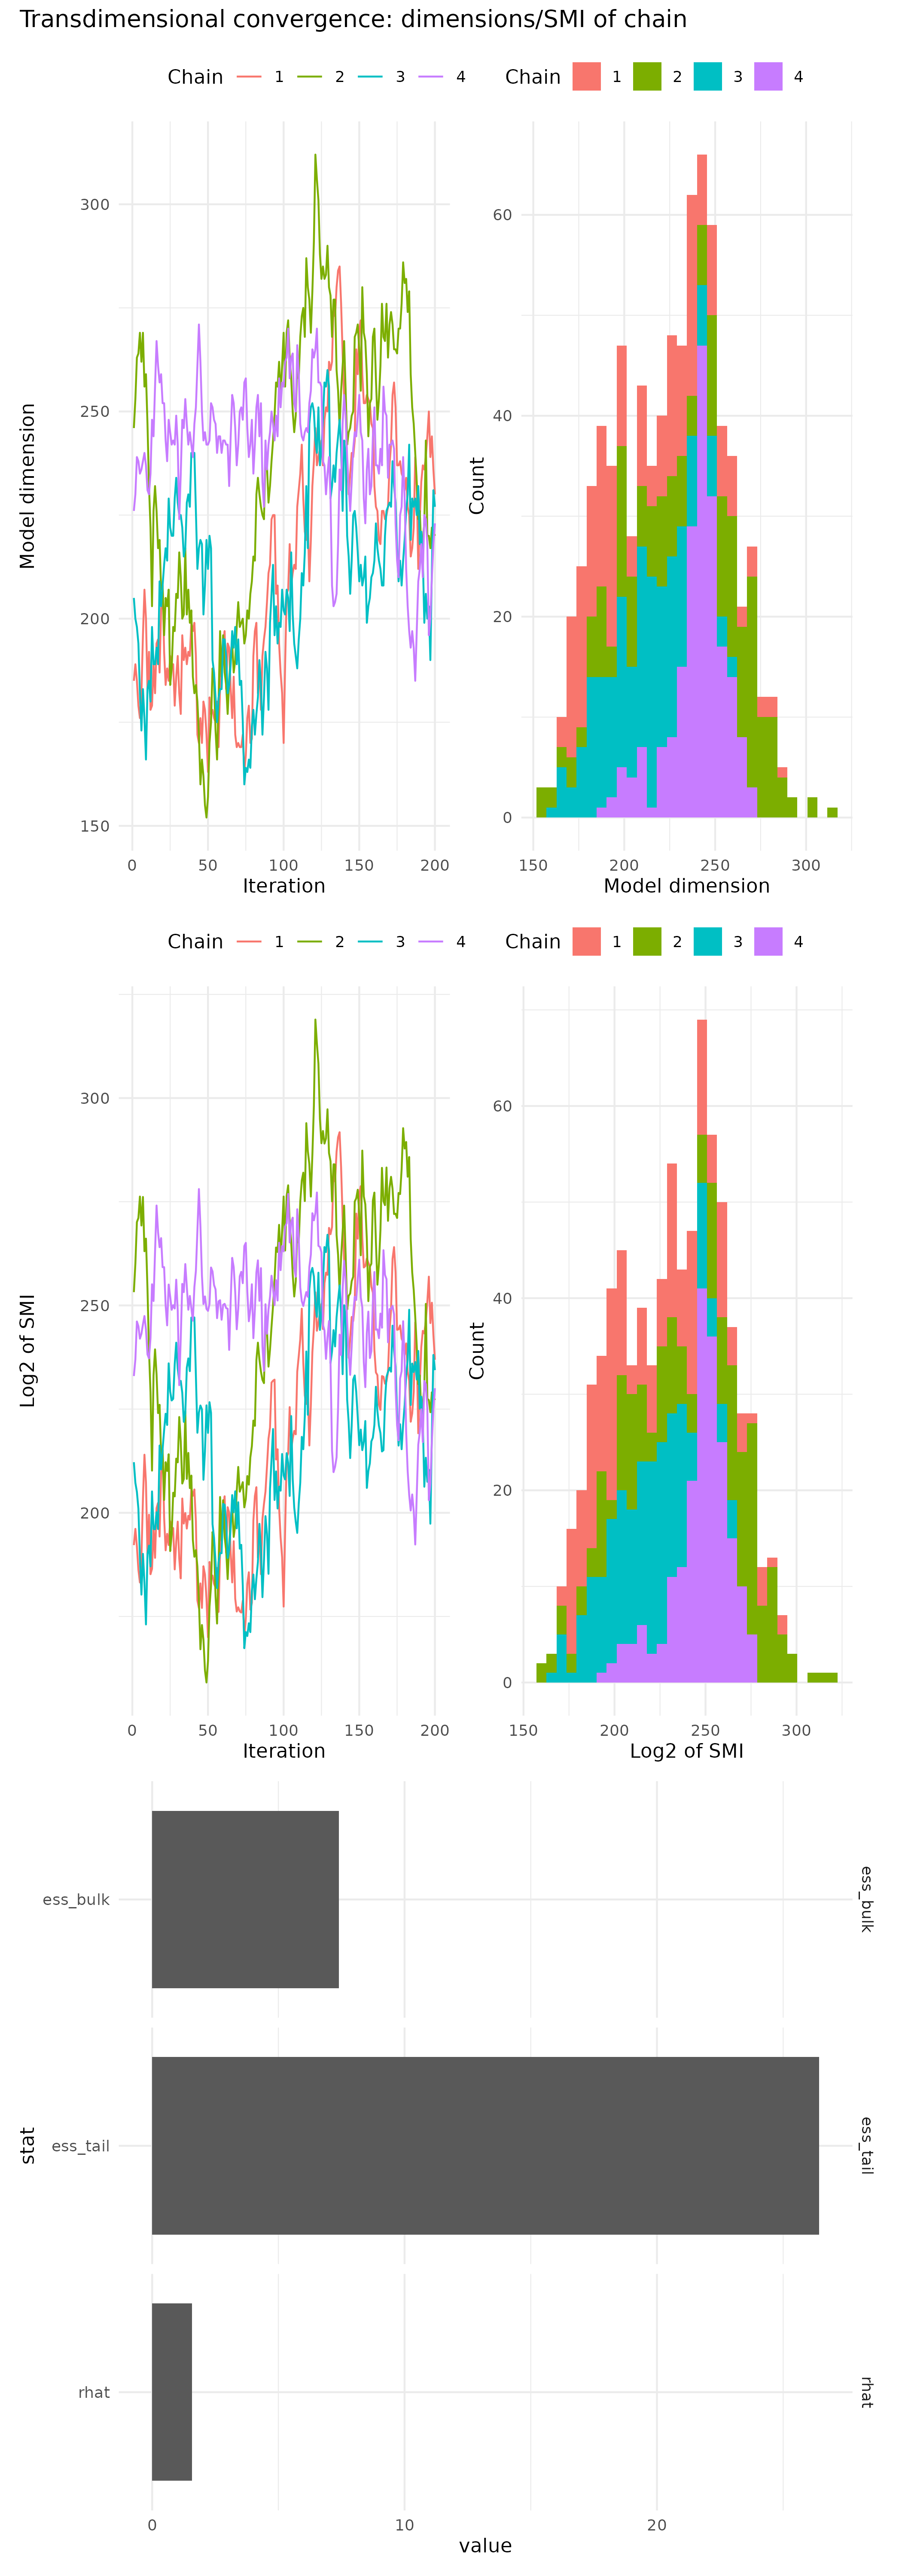 Transdimensional convergence: dimensions/SMI of chain
Chain 1 2 3 4
Chain 1 2 3 4
Model dimension
300
250
200
150
0 50 100 150 200
Iteration
Count
60
40
20
0
150 200 250 300
Model dimension
Chain 1 2 3 4
Chain 1 2 3 4
Log2 of SMI
300
250
200
0 50 100 150 200
Iteration
Count
60
40
20
0
150 200 250 300
Log2 of SMI
stat
ess_bulk
ess_bulk
ess_tail
ess_tail
rhat
rhat
0 10 20
value